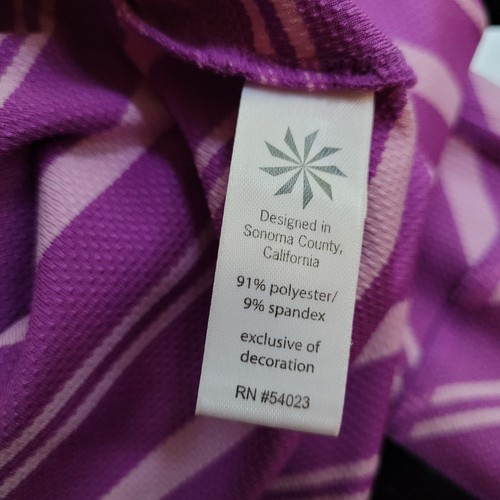 Designed in
Sonoma County,
California
91% polyester/
9% spandex
exclusive of
decoration
RN #54023